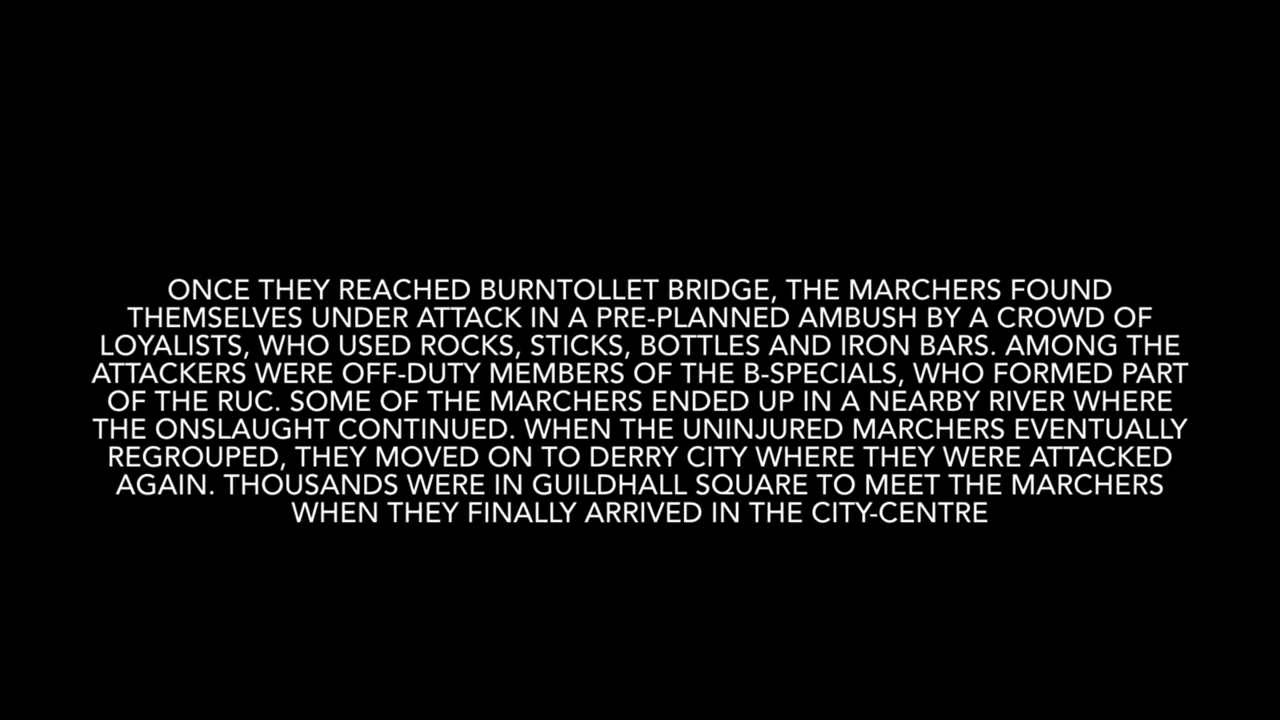 ONCE THEY REACHED BURNTOLLET BRIDGE, THE MARCHERS FOUND
THEMSELVES UNDER ATTACK IN A PRE-PLANNED AMBUSH BY A CROWD OF
LOYALISTS, WHO USED ROCKS, STICKS, BOTTLES AND IRON BARS. AMONG THE
ATTACKERS WERE OFF-DUTY MEMBERS OF THE B-SPECIALS, WHO FORMED PART
OF THE RUC. SOME OF THE MARCHERS ENDED UP IN A NEARBY RIVER WHERE
THE ONSLAUGHT CONTINUED. WHEN THE UNINJURED MARCHERS EVENTUALLY
REGROUPED, THEY MOVED ON TO DERRY CITY WHERE THEY WERE ATTACKED
AGAIN. THOUSANDS WERE IN GUILDHALL SQUARE TO MEET THE MARCHERS
WHEN THEY FINALLY ARRIVED IN THE CITY-CENTRE